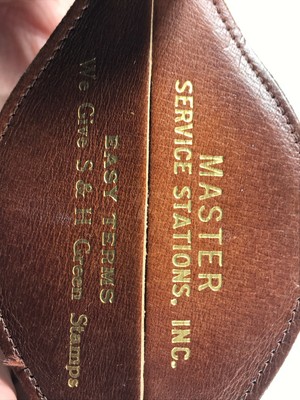 MASTER
SERVICE STATIONS, INC.
EASY TERMS
We Give S & H Green Stamps